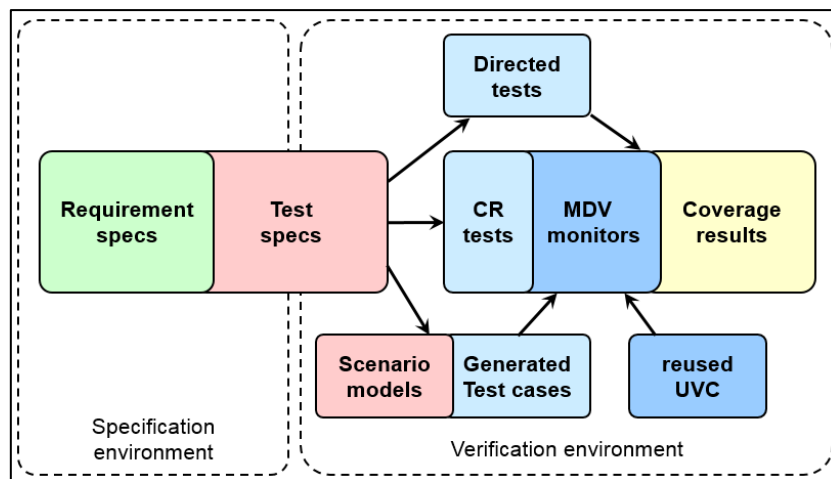 Directed
tests
Requirement
specs
Test
specs
CR
tests
MDV
monitors
Coverage
results
Scenario
models
Generated
Test cases
reused
UVC
Specification
environment
Verification environment